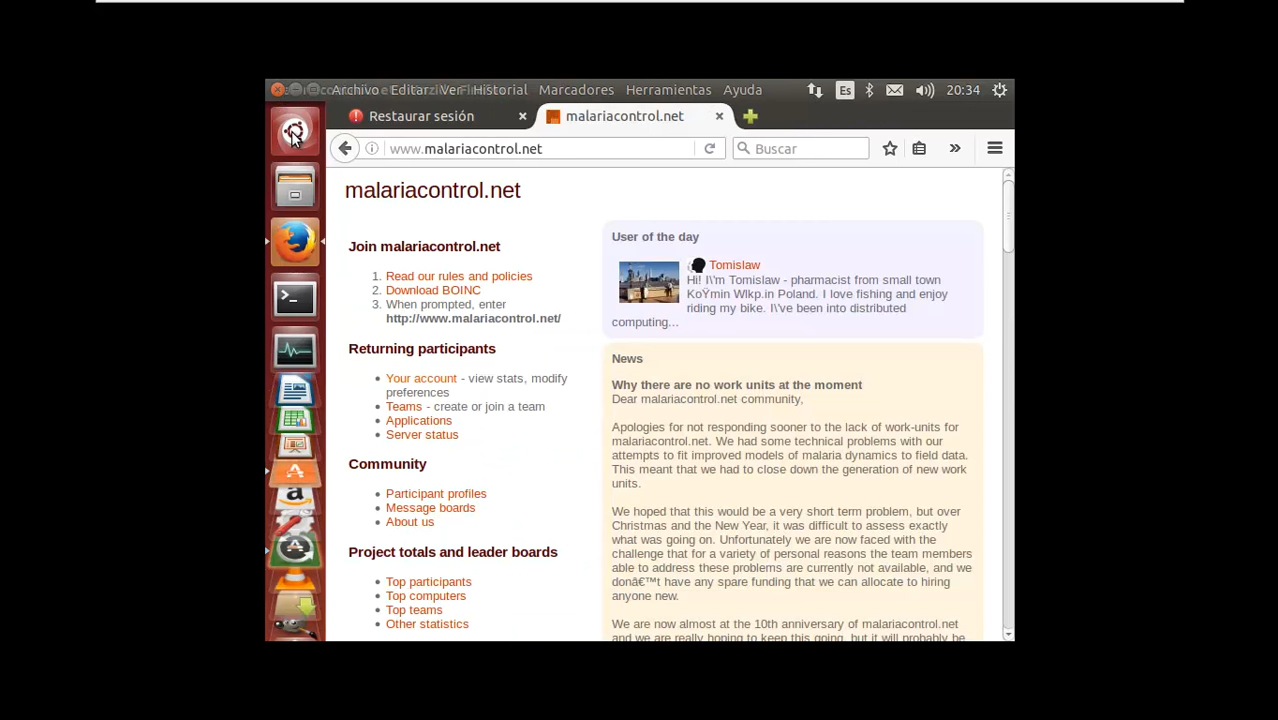 Archivo Editar Ver Historial Marcadores Herramientas Ayuda Es 20:34
Restaurar sesión malariacontrol.net
www.malariacontrol.net Buscar
malariacontrol.net
Join malariacontrol.net
1. Read our rules and policies
2. Download BOINC
3. When prompted, enter
http://www.malariacontrol.net/
Returning participants
• Your account - view stats, modify
preferences
• Teams - create or join a team
• Applications
• Server status
Community
• Participant profiles
• Message boards
• About us
Project totals and leader boards
• Top participants
• Top computers
• Top teams
• Other statistics
User of the day
Tomislaw
Hi! I\'m Tomislaw - pharmacist from small town
KoŸmin Wlkp.in Poland. I love fishing and enjoy
riding my bike. I\'ve been into distributed
computing...
News
Why there are no work units at the moment
Dear malariacontrol.net community,
Apologies for not responding sooner to the lack of work-units for
malariacontrol.net. We had some technical problems with our
attempts to fit improved models of malaria dynamics to field data.
This meant that we had to close down the generation of new work
units.
We hoped that this would be a very short term problem, but over
Christmas and the New Year, it was difficult to assess exactly
what was going on. Unfortunately we are now faced with the
challenge that for a variety of personal reasons the team members
able to address these problems are currently not available, and we
donâ€™t have any spare funding that we can allocate to hiring
anyone new.
We are now almost at the 10th anniversary of malariacontrol.net
and we are really hoping to keep this going, but it will probably be